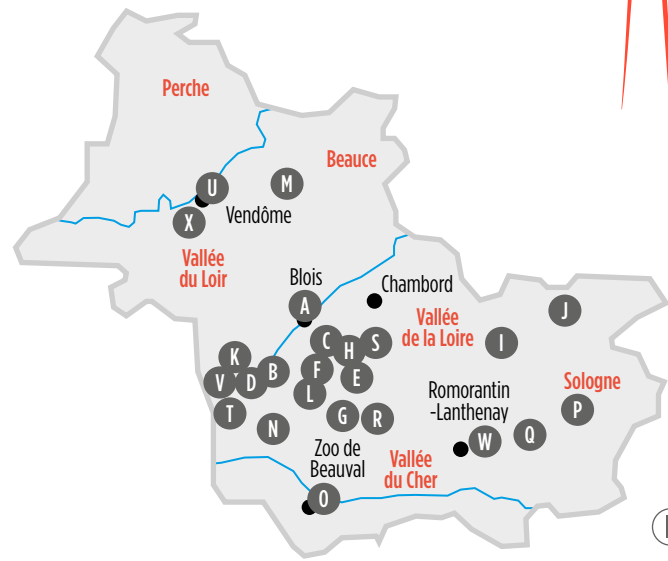 Perche
Beauce
U
M
X
Vendôme
Vallée
du Loir
Blois
A
Chambord
Vallée
de la Loire
J
C
H
S
I
K
F
B
E
V
D
L
Romorantin
-Lanthenay
Sologne
P
T
N
G
R
W
Q
Zoo de
Beauval
Vallée
du Cher
O